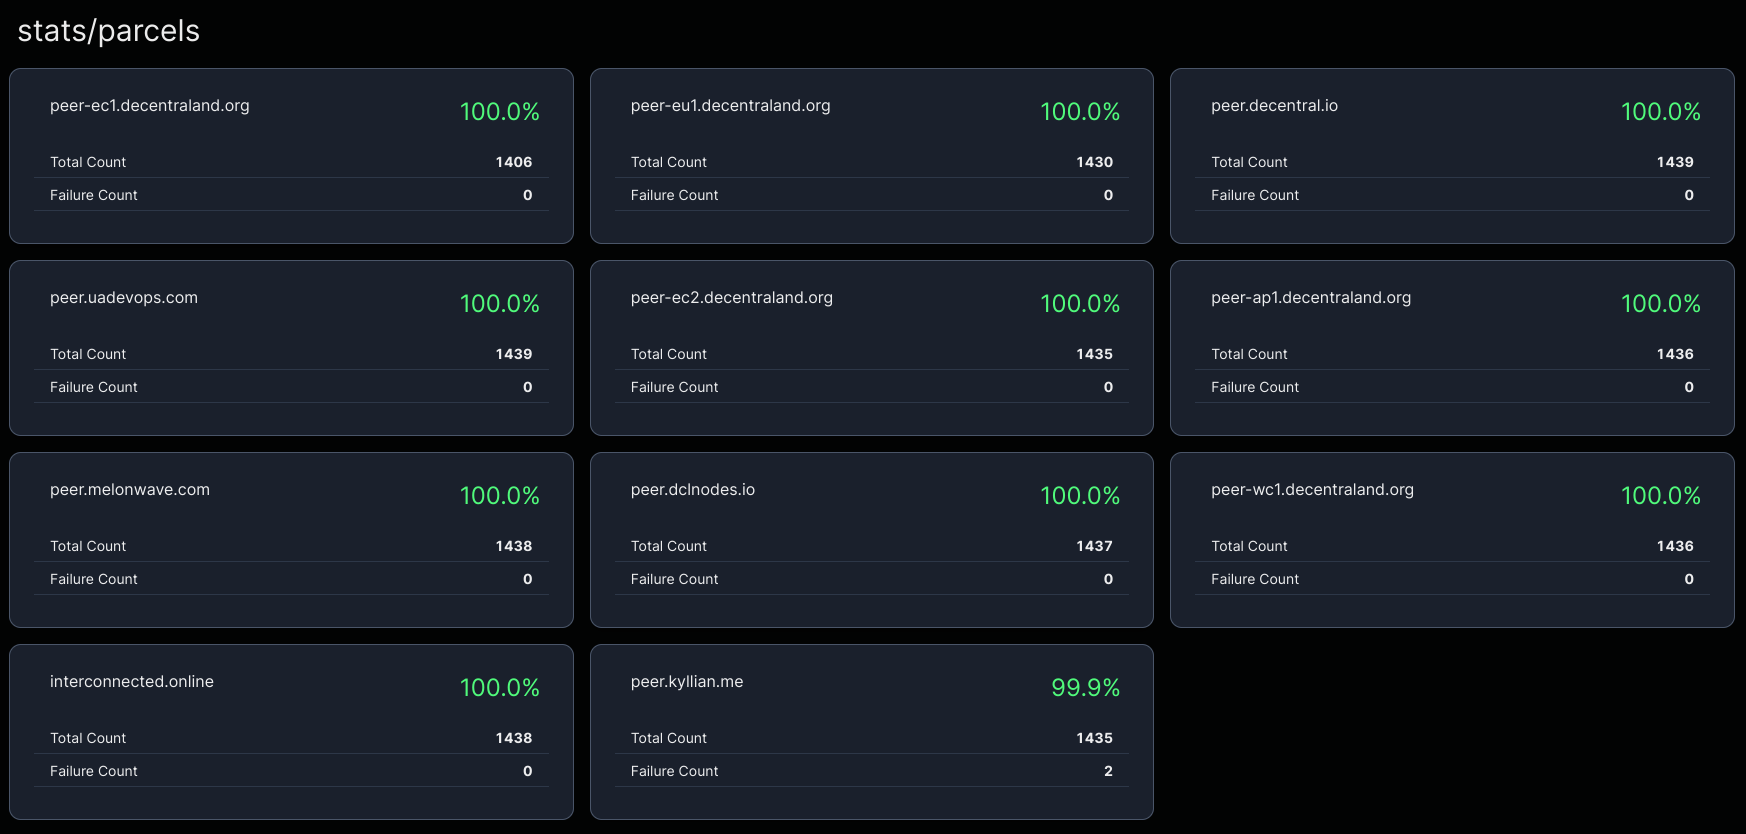 stats/parcels
peer-ec1.decentraland.org 100.0%
Total Count 1406
Failure Count 0
peer-eu1.decentraland.org 100.0%
Total Count 1430
Failure Count 0
peer.decentral.io 100.0%
Total Count 1439
Failure Count 0
peer.uadevops.com 100.0%
Total Count 1439
Failure Count 0
peer-ec2.decentraland.org 100.0%
Total Count 1435
Failure Count 0
peer-ap1.decentraland.org 100.0%
Total Count 1436
Failure Count 0
peer.melonwave.com 100.0%
Total Count 1438
Failure Count 0
peer.dclnodes.io 100.0%
Total Count 1437
Failure Count 0
peer-wc1.decentraland.org 100.0%
Total Count 1436
Failure Count 0
interconnected.online 100.0%
Total Count 1438
Failure Count 0
peer.kyllian.me 99.9%
Total Count 1435
Failure Count 2